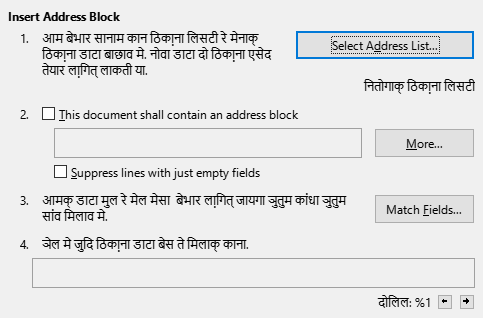 Insert Address Block
1. आम बेभार सानाम कान ठिका़ना लिसटी रे मेनाक्
ठिका़ना डाटा बाछाव मे. नोवा डाटा दो ठिका़ना एसेद
तेयार ला़गित् लाकती या.
Select Address List...
नितोगाक् ठिका़ना लिसटी
2. This document shall contain an address block
More...
Suppress lines with just empty fields
3. आमक् डाटा मुल रे मेल मेसा बेभार ला़गित् जायगा ञुतुम का़धा ञुतुम
सांव मिलाव मे.
Match Fields...
4. ञेल मे जुदि ठिका़ना डाटा बेस ते मिलाक् काना.
दोलिल: %1